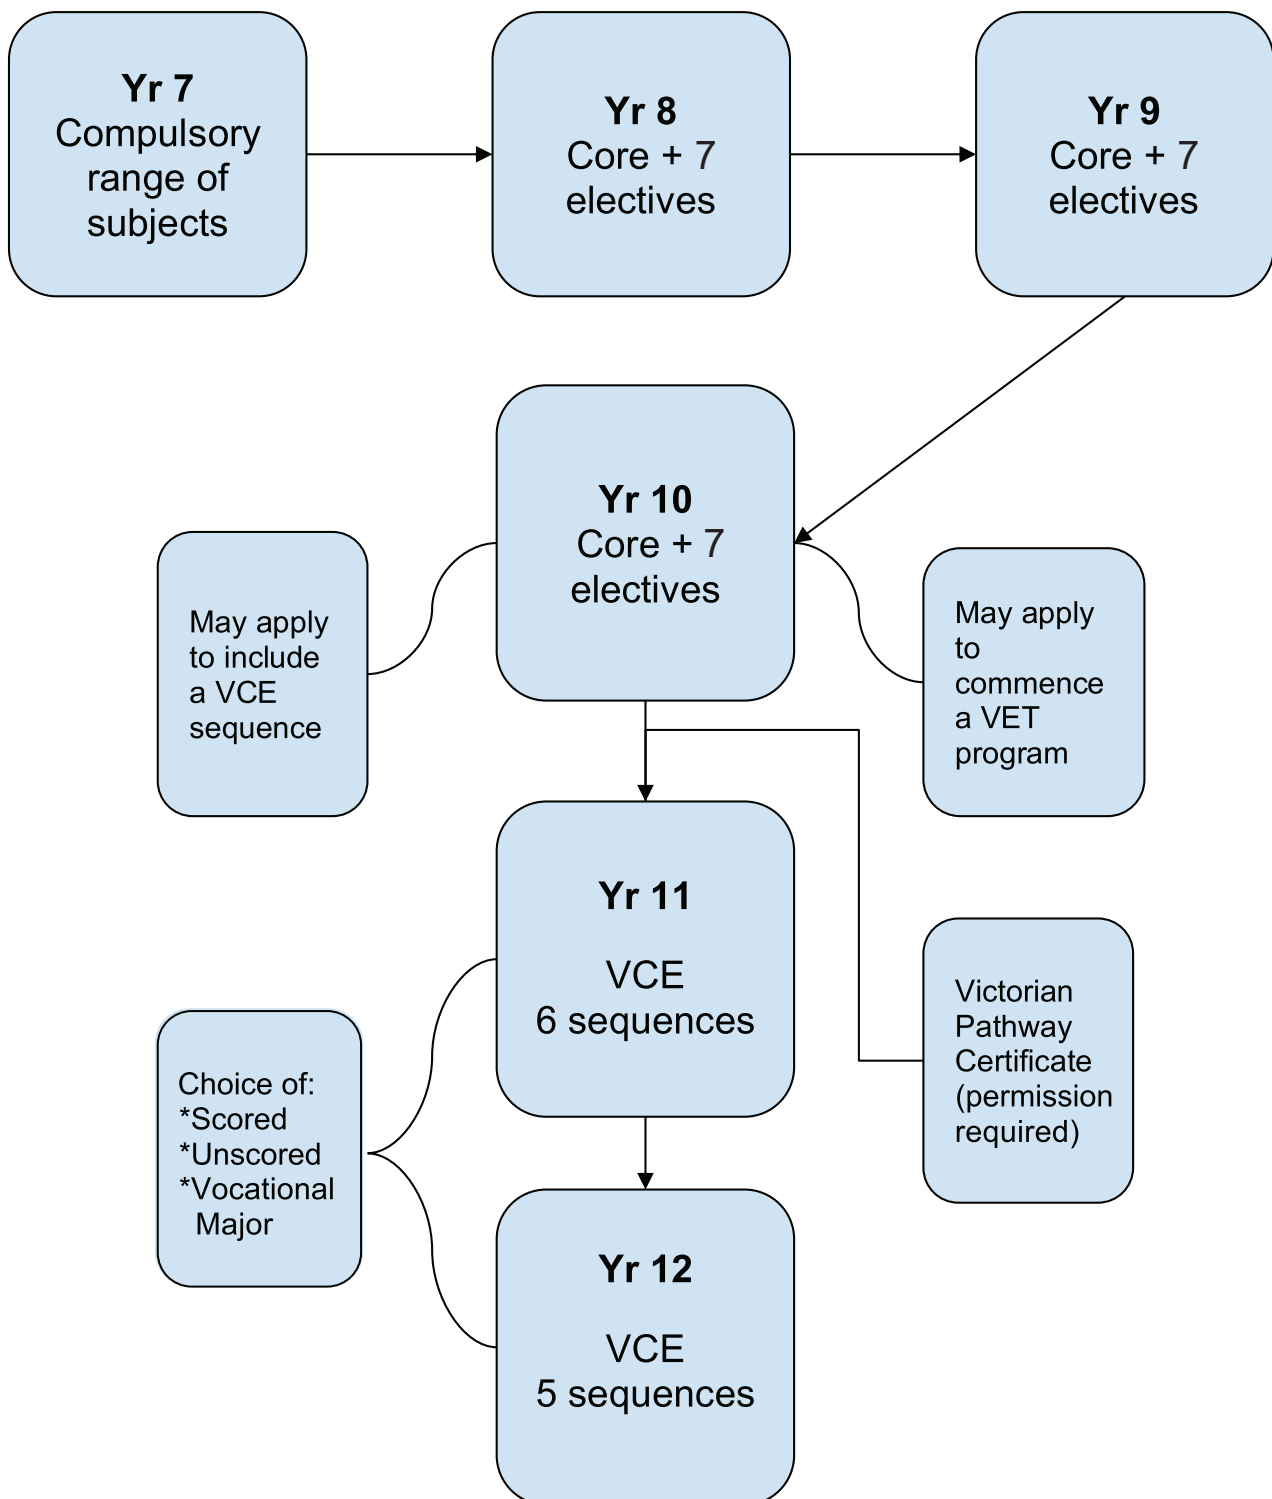 Yr 7
Compulsory
range of
subjects
Yr 8
Core + 7
electives
Yr 9
Core + 7
electives
Yr 10
Core + 7
electives
May apply
to include
a VCE
sequence
May apply
to
commence
a VET
program
Yr 11
VCE
6 sequences
Victorian
Pathway
Certificate
(permission
required)
Choice of:
*Scored
*Unscored
*Vocational
Major
Yr 12
VCE
5 sequences